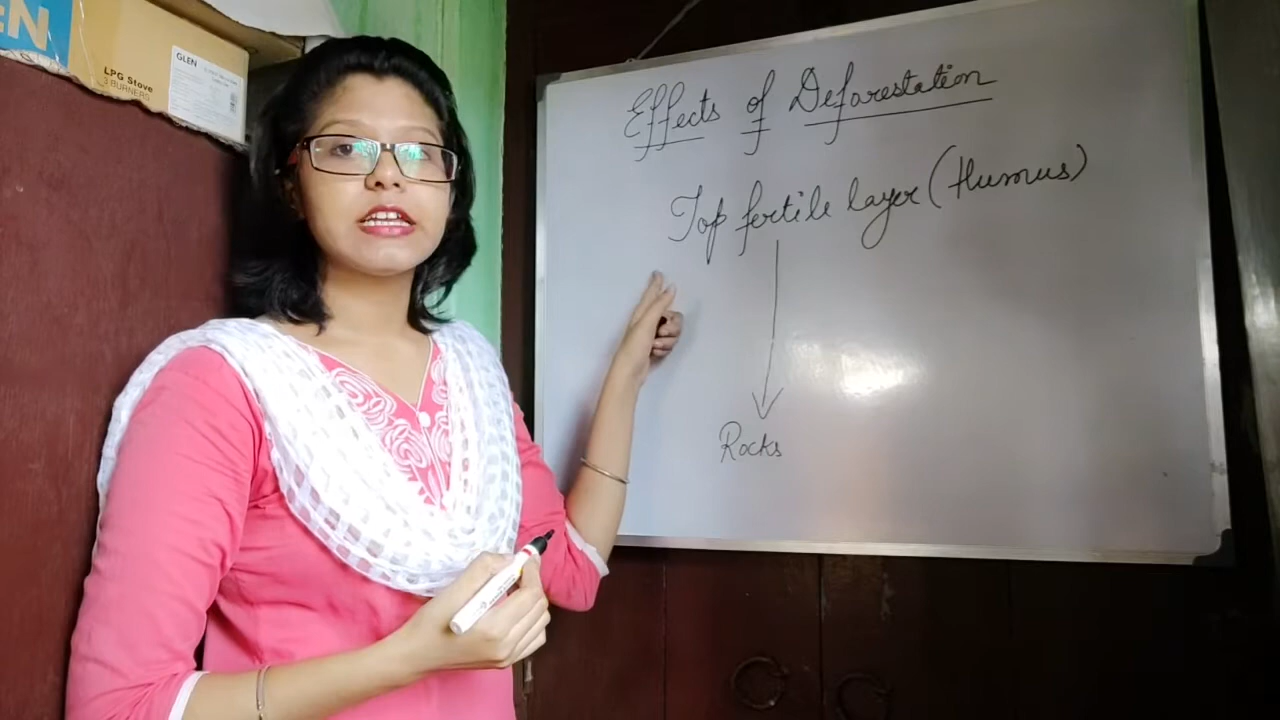 EN
LPG Stove
3 BURNERS
GLEN
Effects of Deforestation
Top fertile layer (Humus)
Rocks